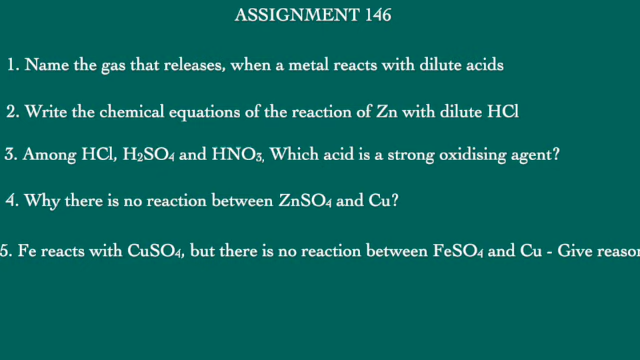 ASSIGNMENT 146
1. Name the gas that releases, when a metal reacts with dilute acids
2. Write the chemical equations of the reaction of Zn with dilute HCl
3. Among HCl, H₂SO₄ and HNO₃, Which acid is a strong oxidising agent?
4. Why there is no reaction between ZnSO₄ and Cu?
5. Fe reacts with CuSO₄, but there is no reaction between FeSO₄ and Cu - Give reason